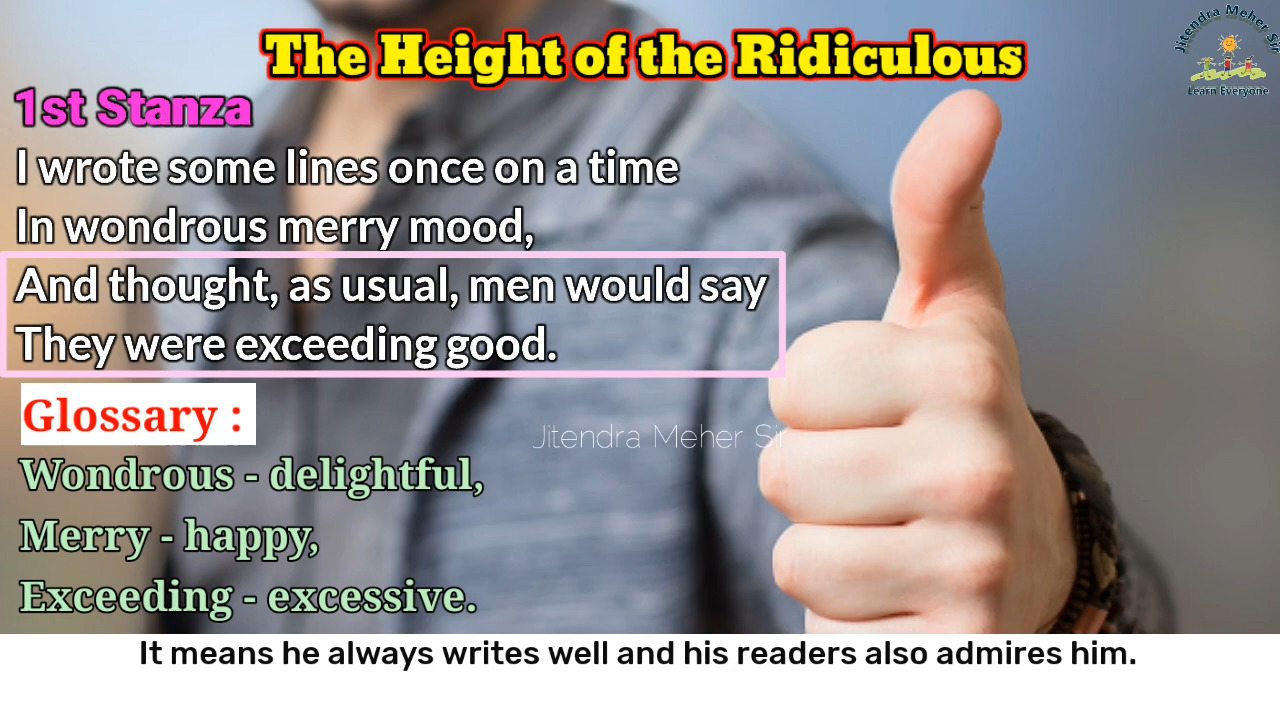 The Height of the Ridiculous
Jitendra Meher Sir
Learn Everyone
1st Stanza
I wrote some lines once on a time
In wondrous merry mood,
And thought, as usual, men would say
They were exceeding good.
Glossary :
Jitendra Meher Sir
Wondrous - delightful,
Merry - happy,
Exceeding - excessive.
It means he always writes well and his readers also admires him.